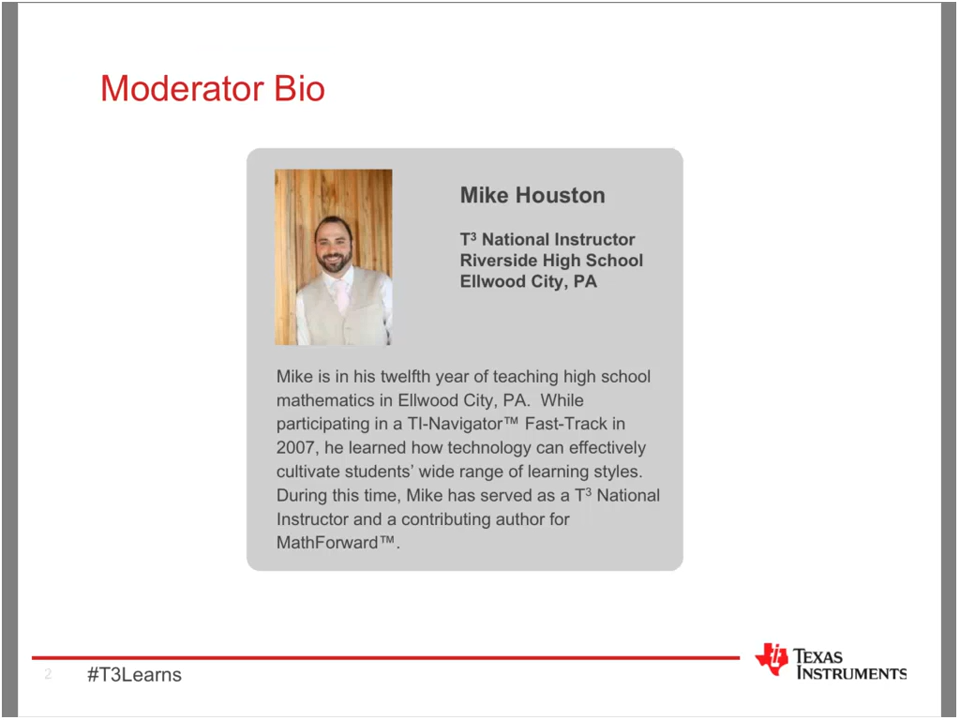 Moderator Bio
Mike Houston
T³ National Instructor
Riverside High School
Ellwood City, PA
Mike is in his twelfth year of teaching high school
mathematics in Ellwood City, PA.  While
participating in a TI-Navigator™ Fast-Track in
2007, he learned how technology can effectively
cultivate students’ wide range of learning styles.
During this time, Mike has served as a T³ National
Instructor and a contributing author for
MathForward™.
2
#T3Learns
TEXAS
INSTRUMENTS